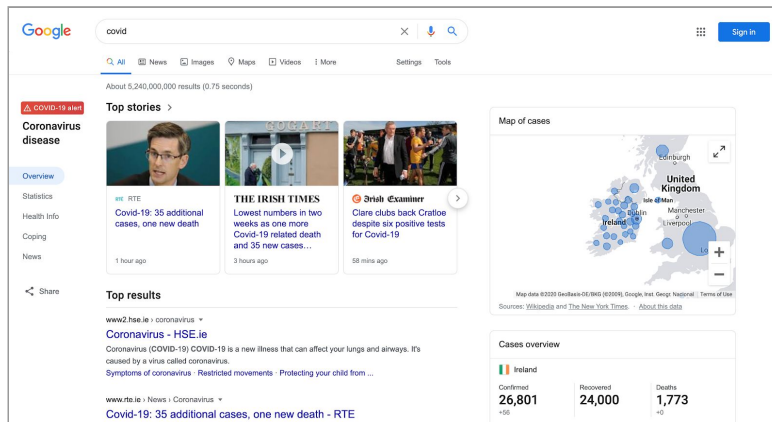 Google
covid
Sign in
All News Images Maps Videos More Settings Tools
About 5,240,000,000 results (0.75 seconds)
COVID-19 alert
Coronavirus
disease
Overview
Statistics
Health Info
Coping
News
Share
Top stories
GOGARTY
RTE
Covid-19: 35 additional
cases, one new death
1 hour ago
THE IRISH TIMES
Lowest numbers in two
weeks as one more
Covid-19 related death
and 35 new cases…
3 hours ago
Irish Examiner
Clare clubs back Cratloe
despite six positive tests
for Covid-19
58 mins ago
Top results
www2.hse.ie › coronavirus
Coronavirus - HSE.ie
Coronavirus (COVID-19) COVID-19 is a new illness that can affect your lungs and airways. It's
caused by a virus called coronavirus.
Symptoms of coronavirus · Restricted movements · Protecting your child from ...
www.rte.ie › News › Coronavirus
Covid-19: 35 additional cases, one new death - RTE
Map of cases
Edinburgh
United
Kingdom
Isle of Man
Dublin
Manchester
Ireland
Liverpool
Map data ©2020 GeoBasis-DE/BKG (©2009), Google, Inst. Geogr. Nacional Terms of Use
Sources: Wikipedia and The New York Times. · About this data
Cases overview
Ireland
Confirmed Recovered Deaths
26,801 24,000 1,773
+56 +0